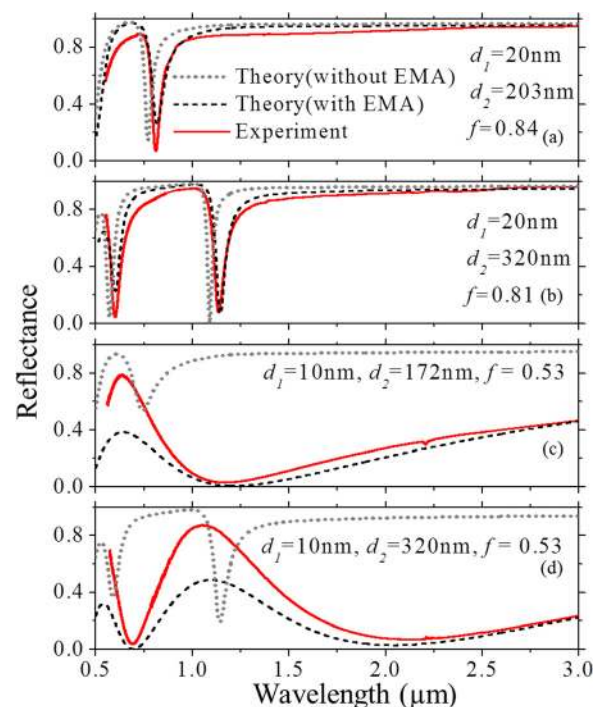 0.8
0.4
0.0
Theory(without EMA)
Theory(with EMA)
Experiment
d1=20nm
d2=203nm
f=0.84 (a)
0.8
0.4
0.0
d1=20nm
d2=320nm
f=0.81 (b)
Reflectance
0.8
0.4
0.0
d1=10nm, d2=172nm, f = 0.53
(c)
0.8
0.4
0.0
d1=10nm, d2=320nm, f = 0.53
(d)
0.5 1.0 1.5 2.0 2.5 3.0
Wavelength (µm)